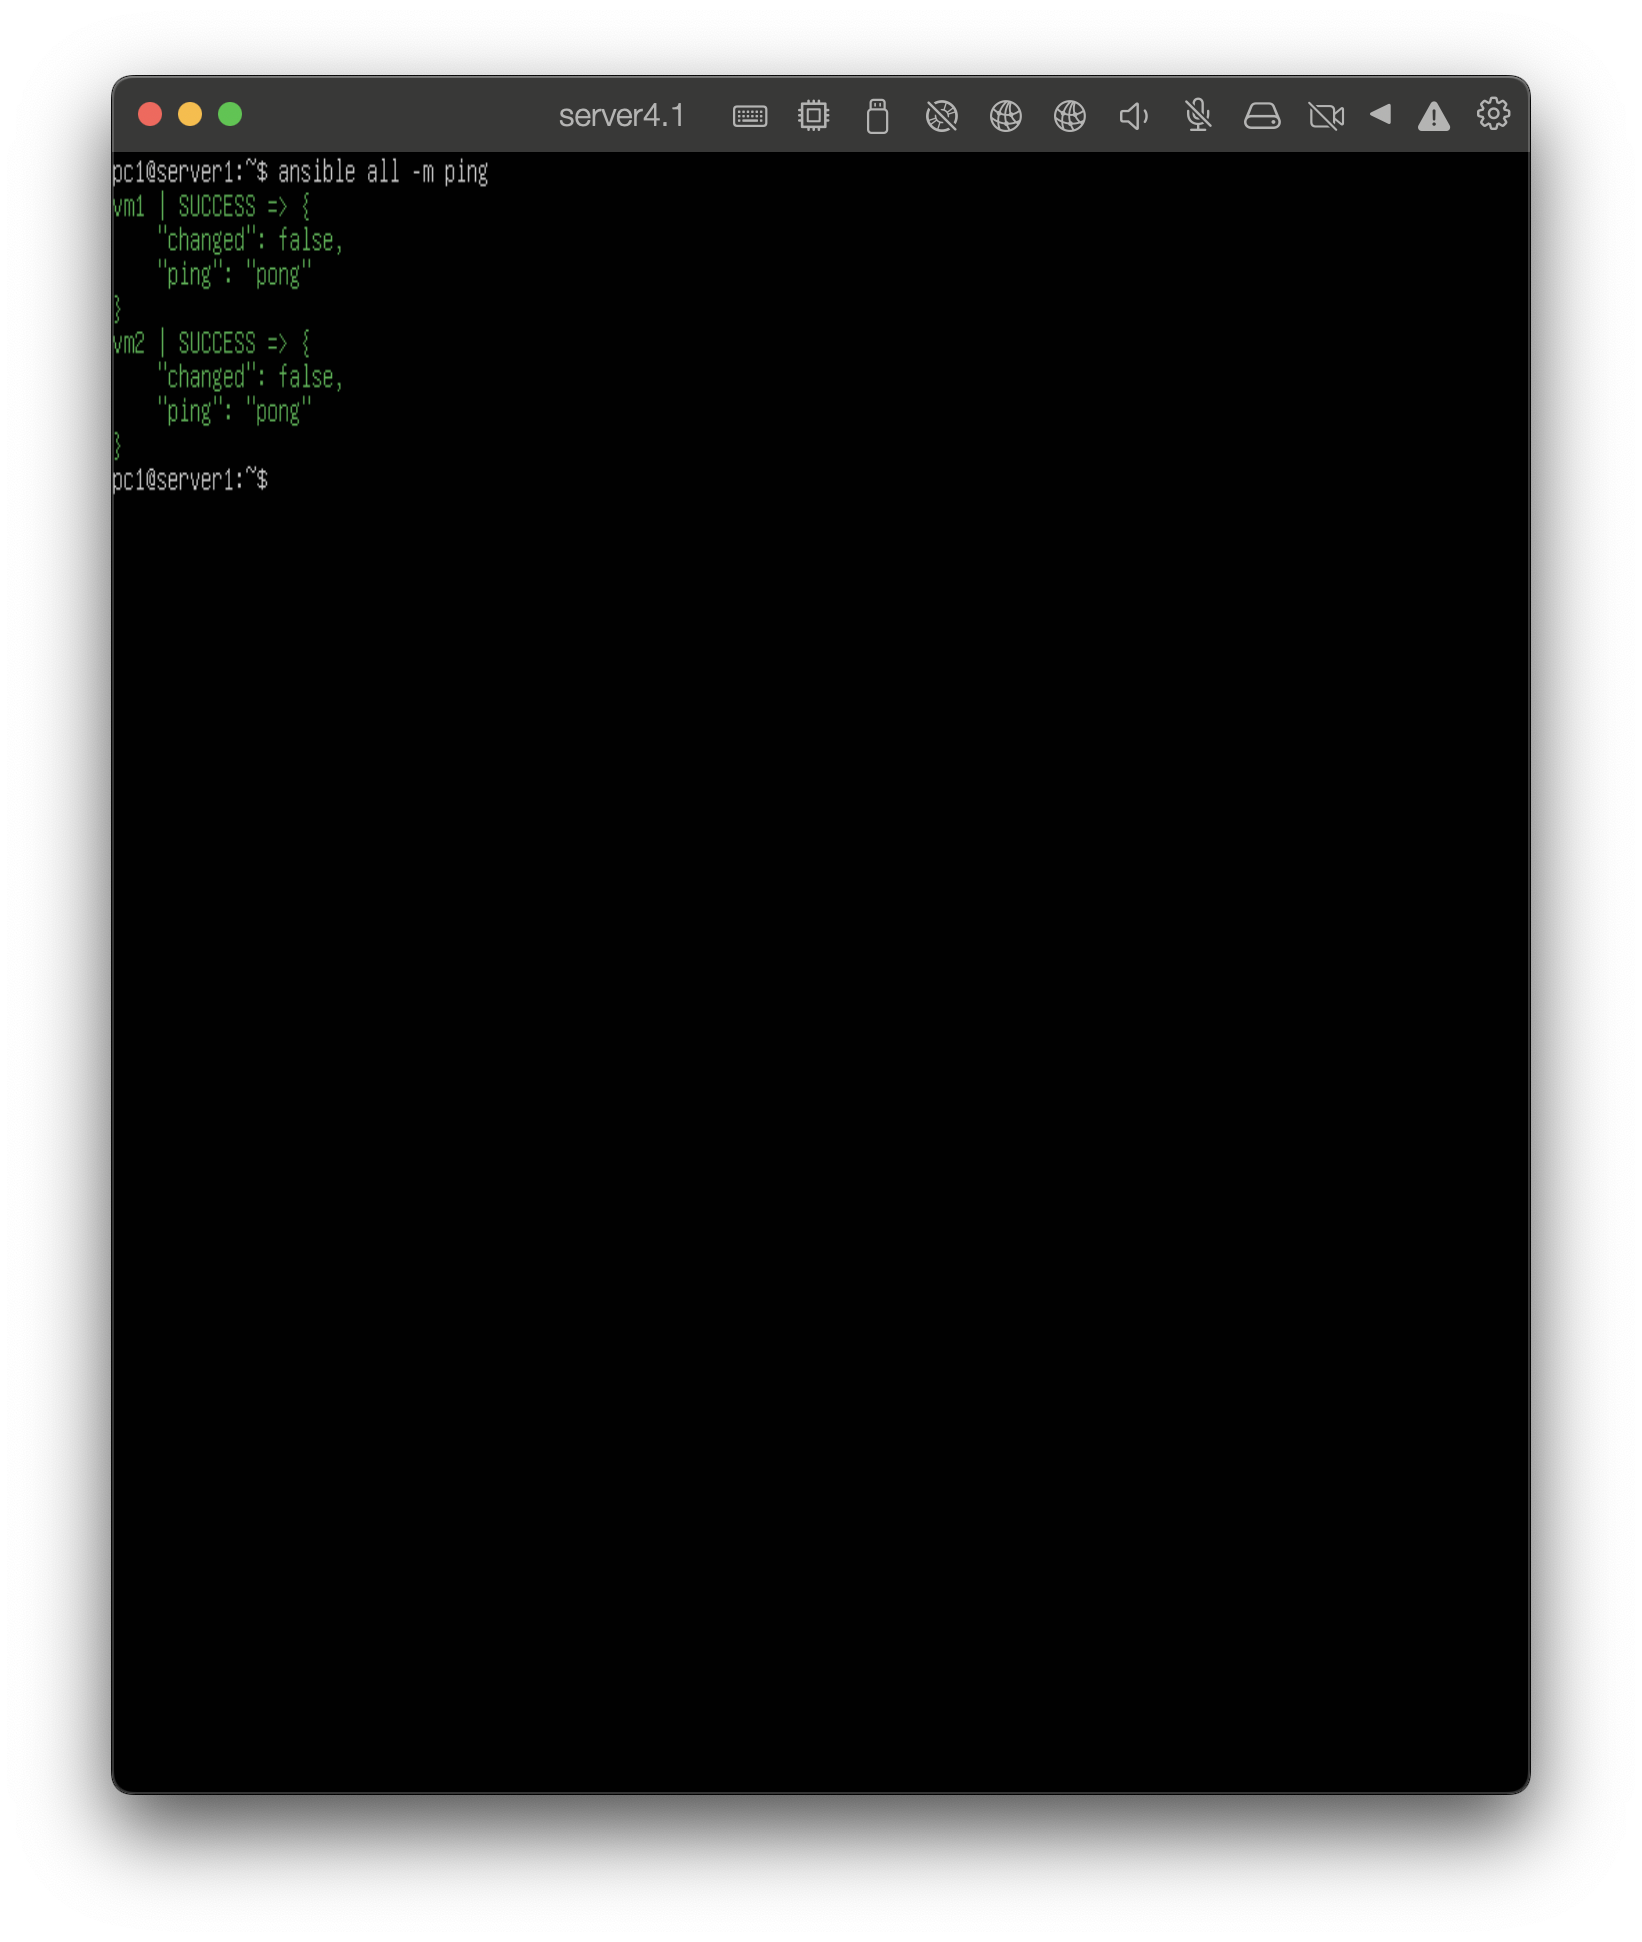 server4.1
pc1@server1:~$ ansible all -m ping
vm1 | SUCCESS => {
    "changed": false,
    "ping": "pong"
}
vm2 | SUCCESS => {
    "changed": false,
    "ping": "pong"
}
pc1@server1:~$